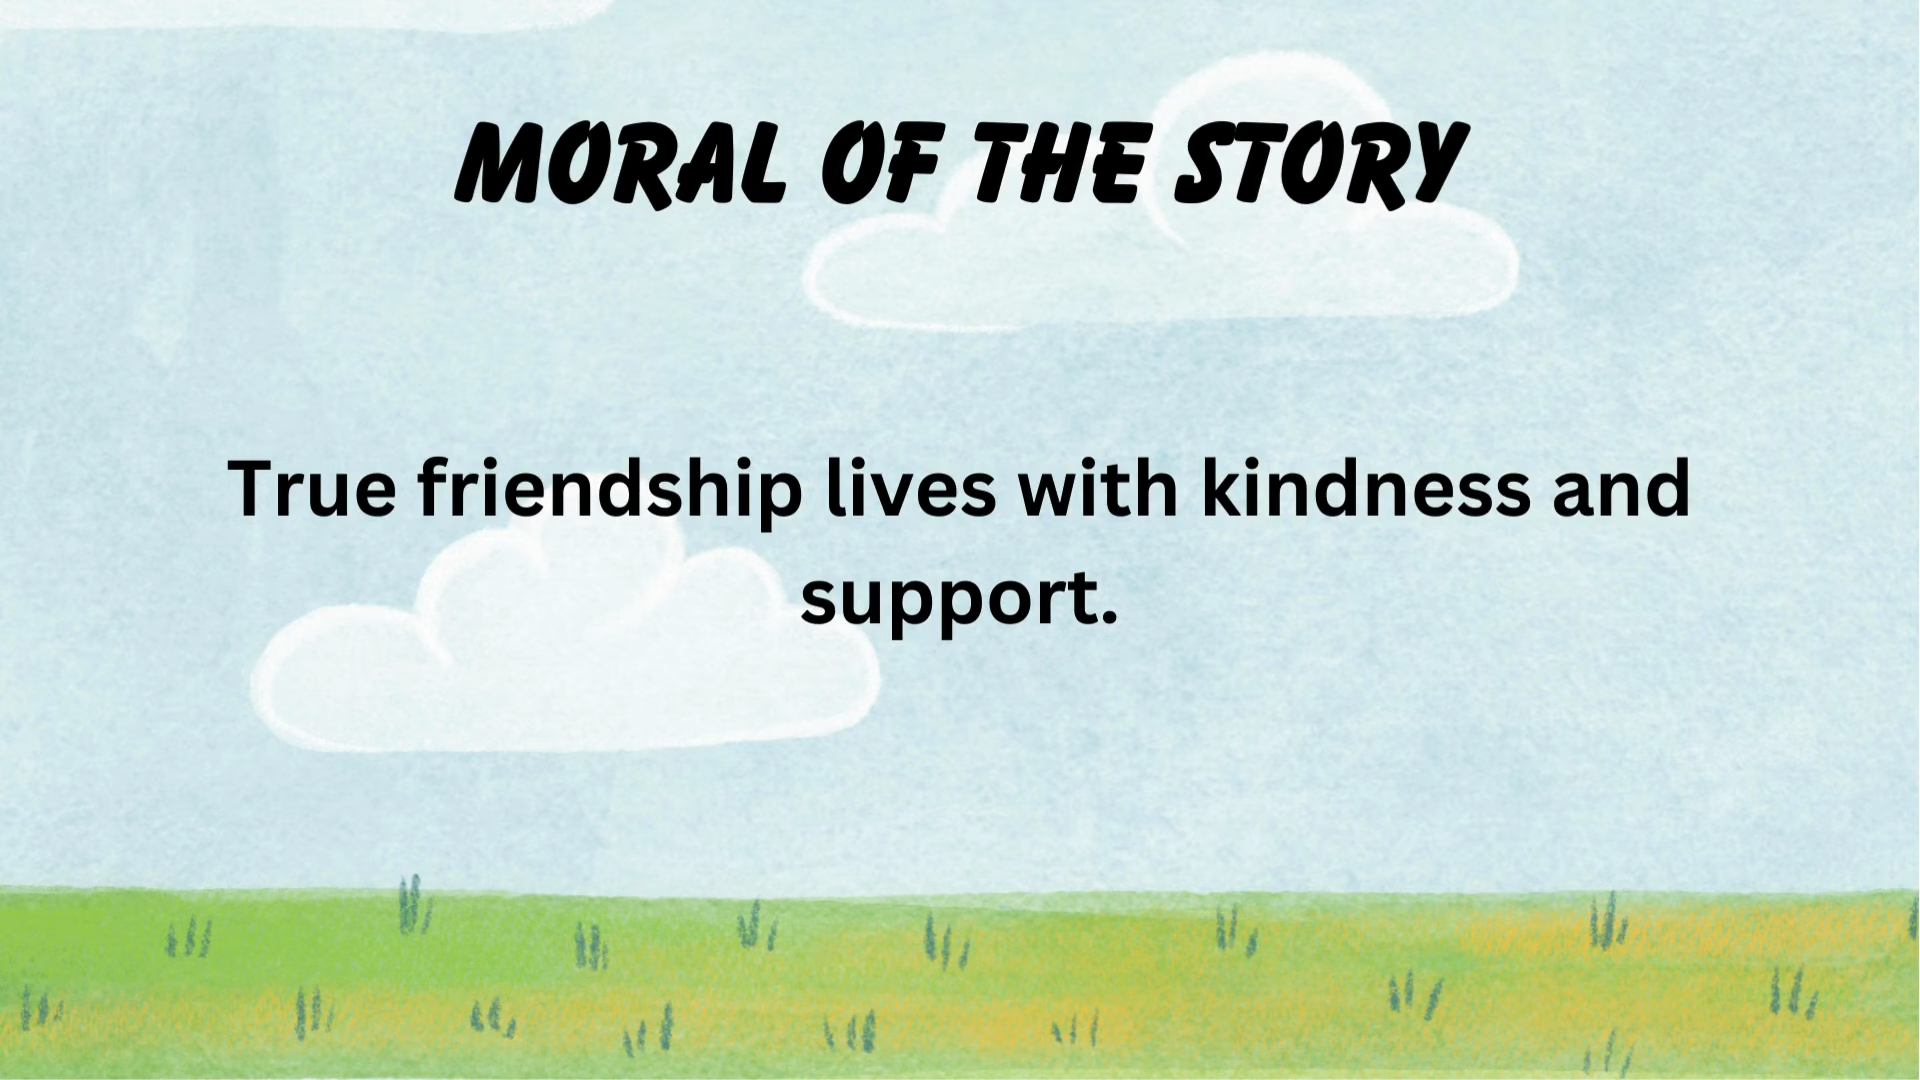 MORAL OF THE STORY
True friendship lives with kindness and
support.